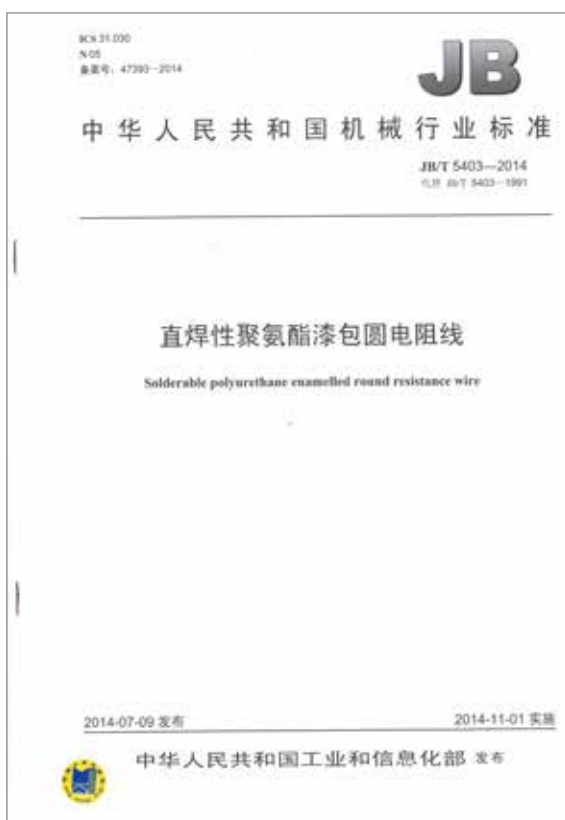 ICS 31.030
N 05
备案号：47393—2014
JB
中华人民共和国机械行业标准
JB/T 5403—2014
代替 JB/T 5403—1991
直焊性聚氨酯漆包圆电阻线
Solderable polyurethane enamelled round resistance wire
2014-07-09 发布
2014-11-01 实施
中华人民共和国工业和信息化部 发布